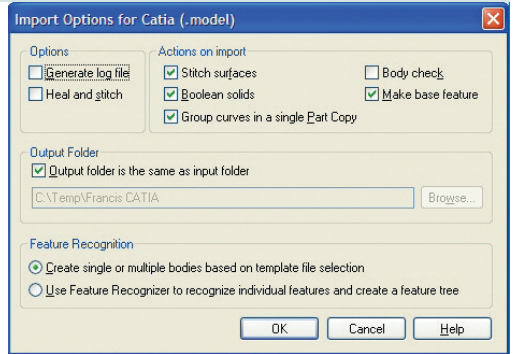 Import Options for Catia (.model)
Options
Generate log file
Heal and stitch
Actions on import
Stitch surfaces
Body check
Boolean solids
Make base feature
Group curves in a single Part Copy
Output Folder
Output folder is the same as input folder
C:\Temp\Francis CATIA
Browse...
Feature Recognition
Create single or multiple bodies based on template file selection
Use Feature Recognizer to recognize individual features and create a feature tree
OK Cancel Help